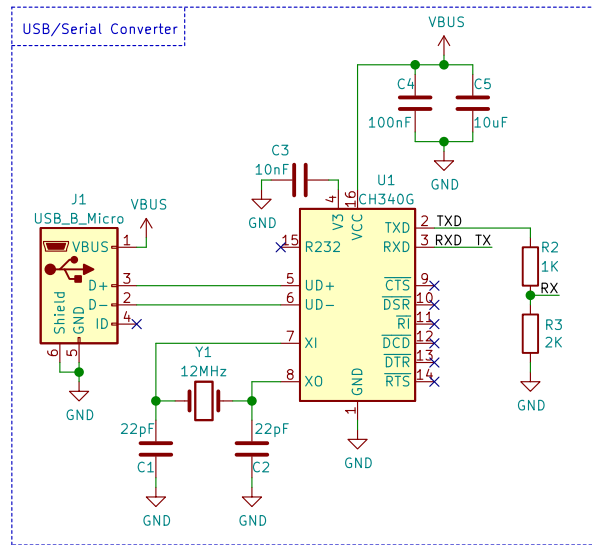 USB/Serial Converter
VBUS
C4
C5
100nF
10uF
GND
C3
10nF
GND
U1
CH340G
4
16
V3
VCC
15
R232
TXD
2
TXD
RXD
3
RXD
TX
R2
1K
RX
R3
2K
GND
J1
USB_B_Micro
VBUS
VBUS
1
D+
3
D-
2
ID
4
Shield
GND
6
5
GND
5
UD+
6
UD-
7
XI
8
XO
CTS
9
DSR
10
RI
11
DCD
12
DTR
13
RTS
14
GND
1
GND
Y1
12MHz
22pF
C1
GND
22pF
C2
GND